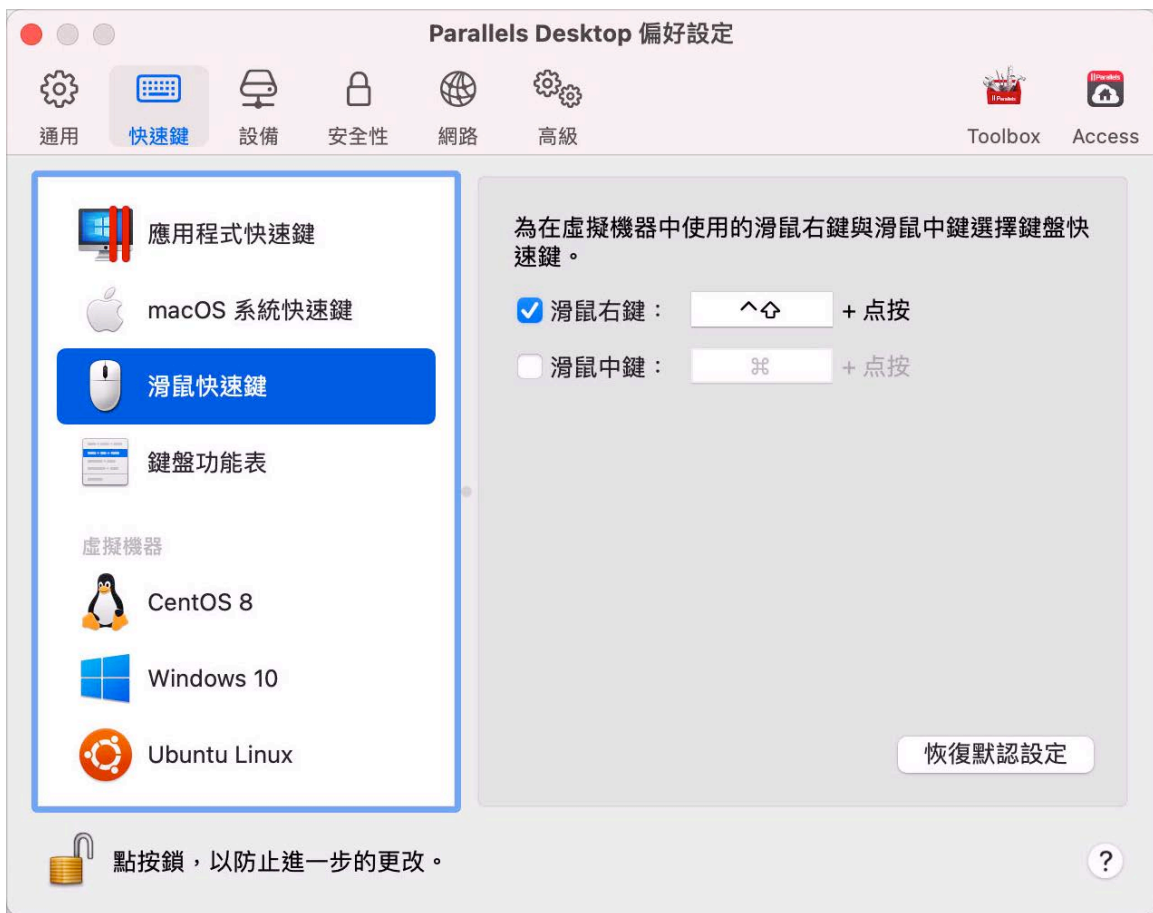 Parallels Desktop 偏好設定
通用 快速鍵 設備 安全性 網路 高級 Toolbox Access
應用程式快速鍵
macOS 系統快速鍵
滑鼠快速鍵
鍵盤功能表
虛擬機器
CentOS 8
Windows 10
Ubuntu Linux
為在虛擬機器中使用的滑鼠右鍵與滑鼠中鍵選擇鍵盤快
速鍵。
滑鼠右鍵： ^⇧ + 点按
滑鼠中鍵： ⌘ + 点按
恢復默認設定
點按鎖，以防止進一步的更改。
?